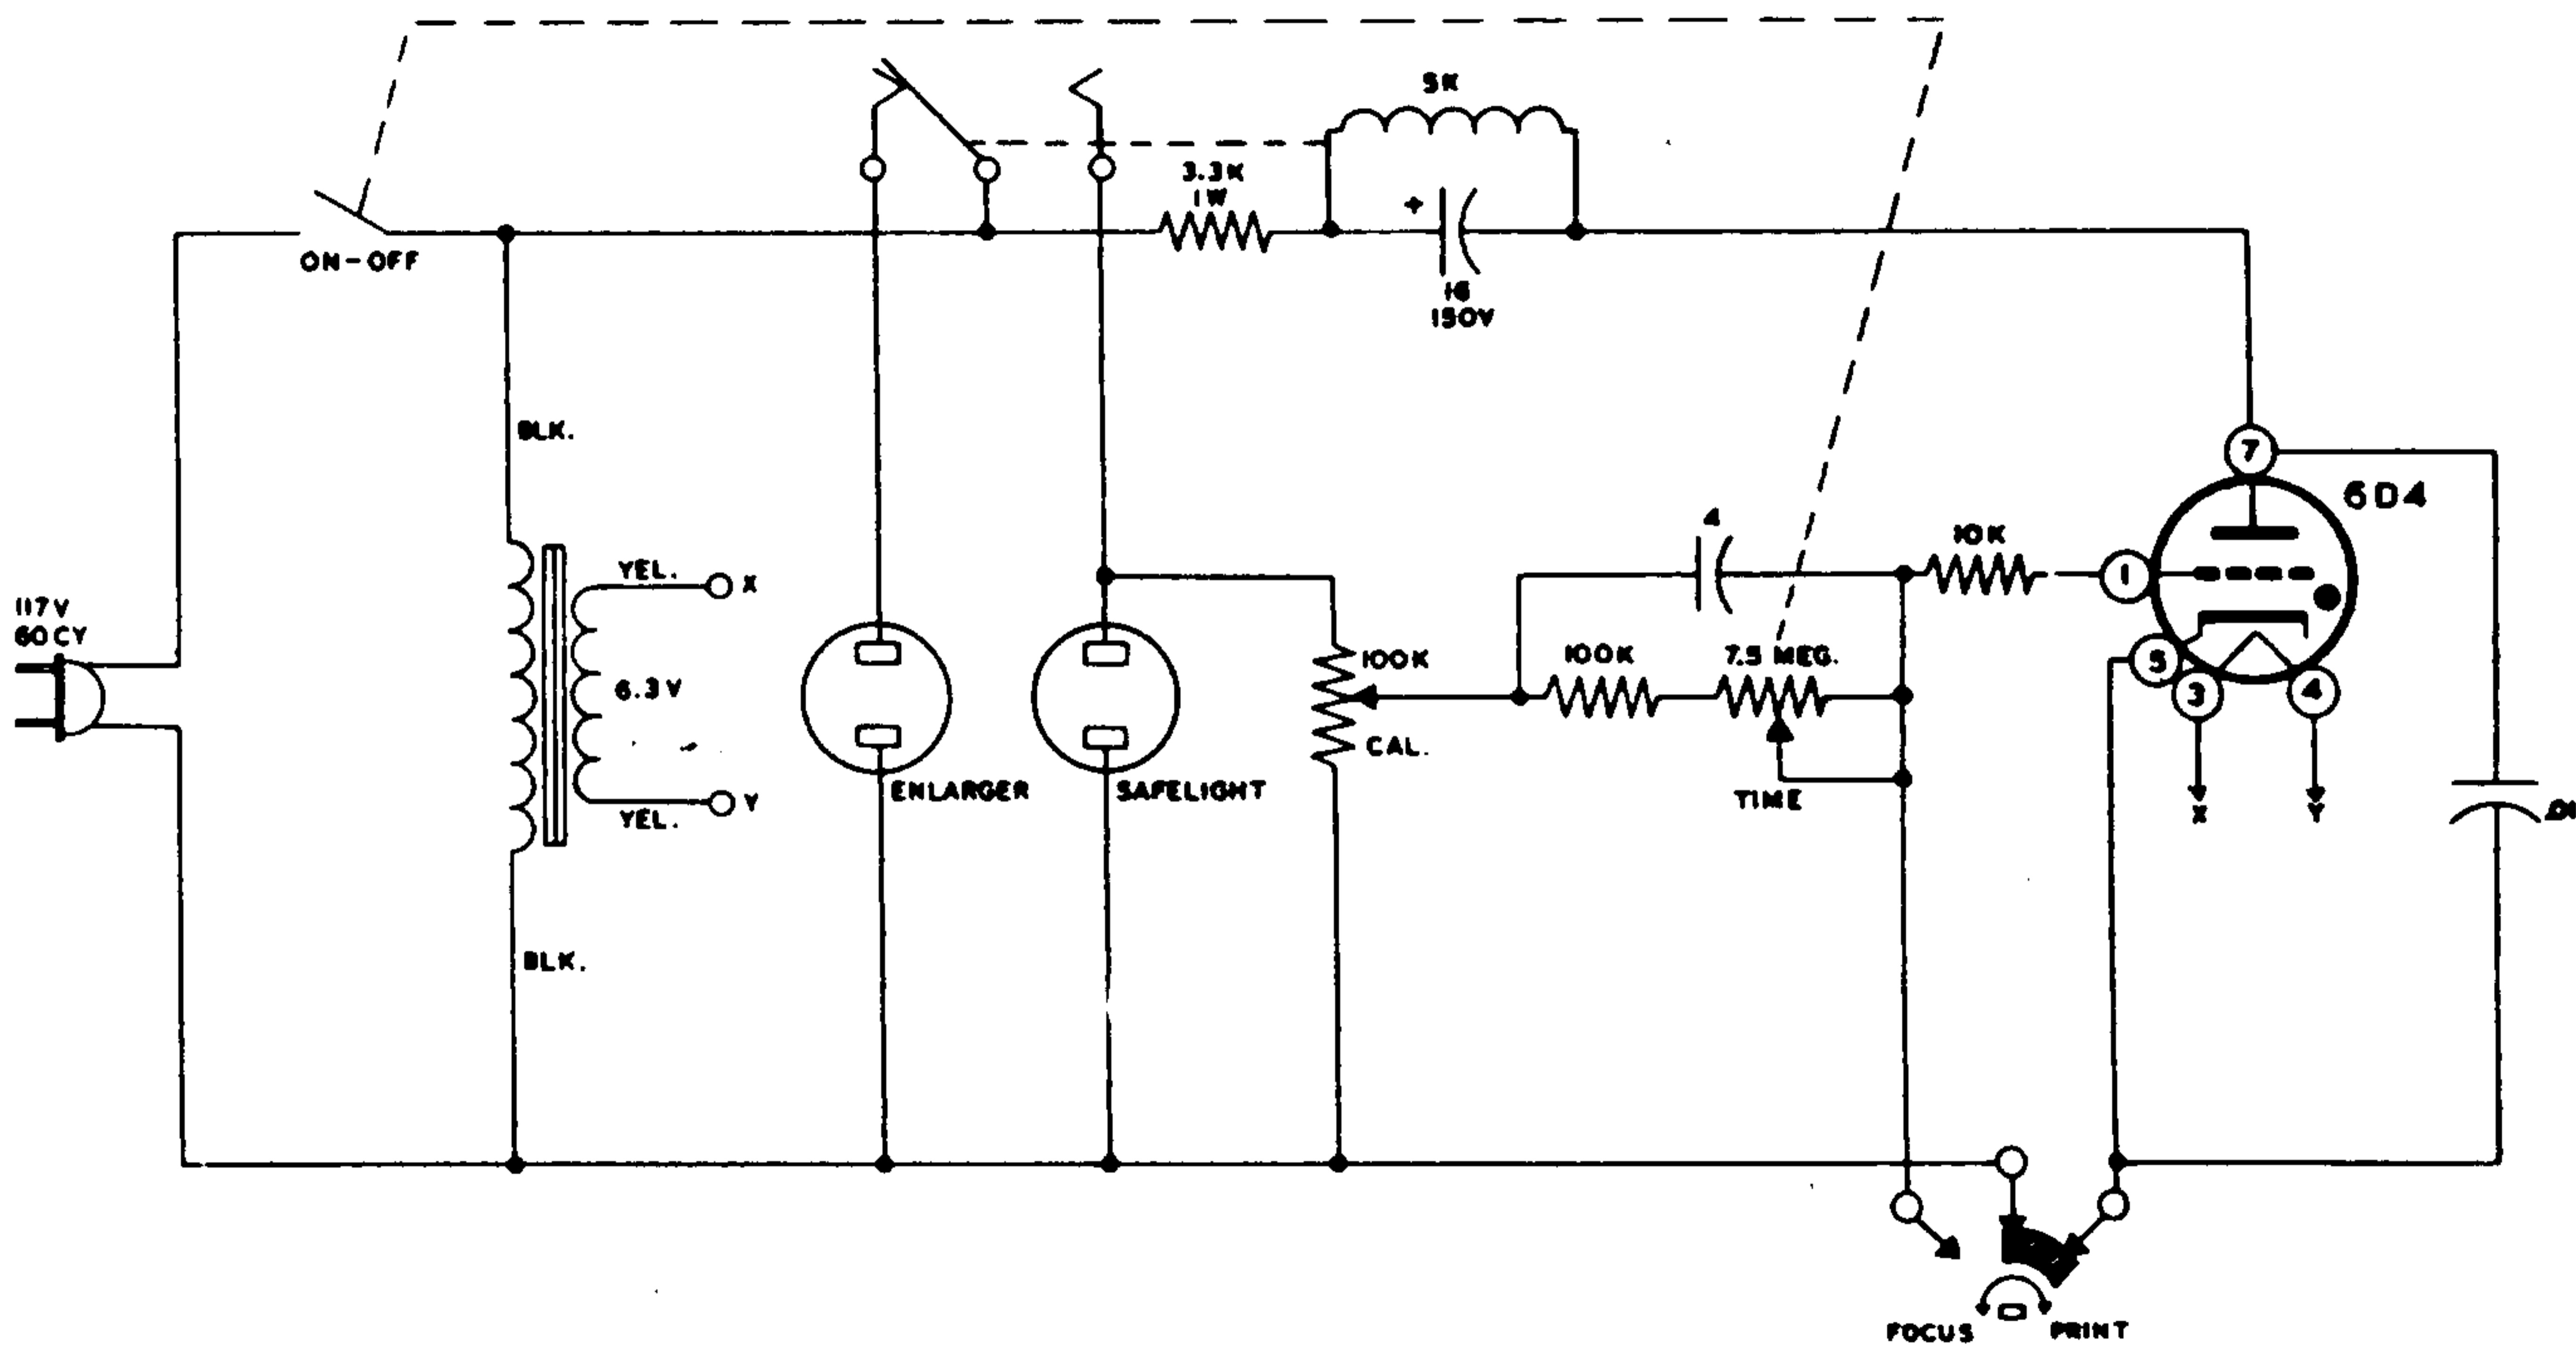 5K
3.3K
1W
+
ON-OFF
16
150V
BLK.
7
6D4
4
10K
1
117V
60CY
YEL.
X
6.3V
100K
100K
7.5 MEG.
5
3
4
CAL.
YEL.
Y
ENLARGER
SAFELIGHT
TIME
X
Y
.01
BLK.
FOCUS
PRINT